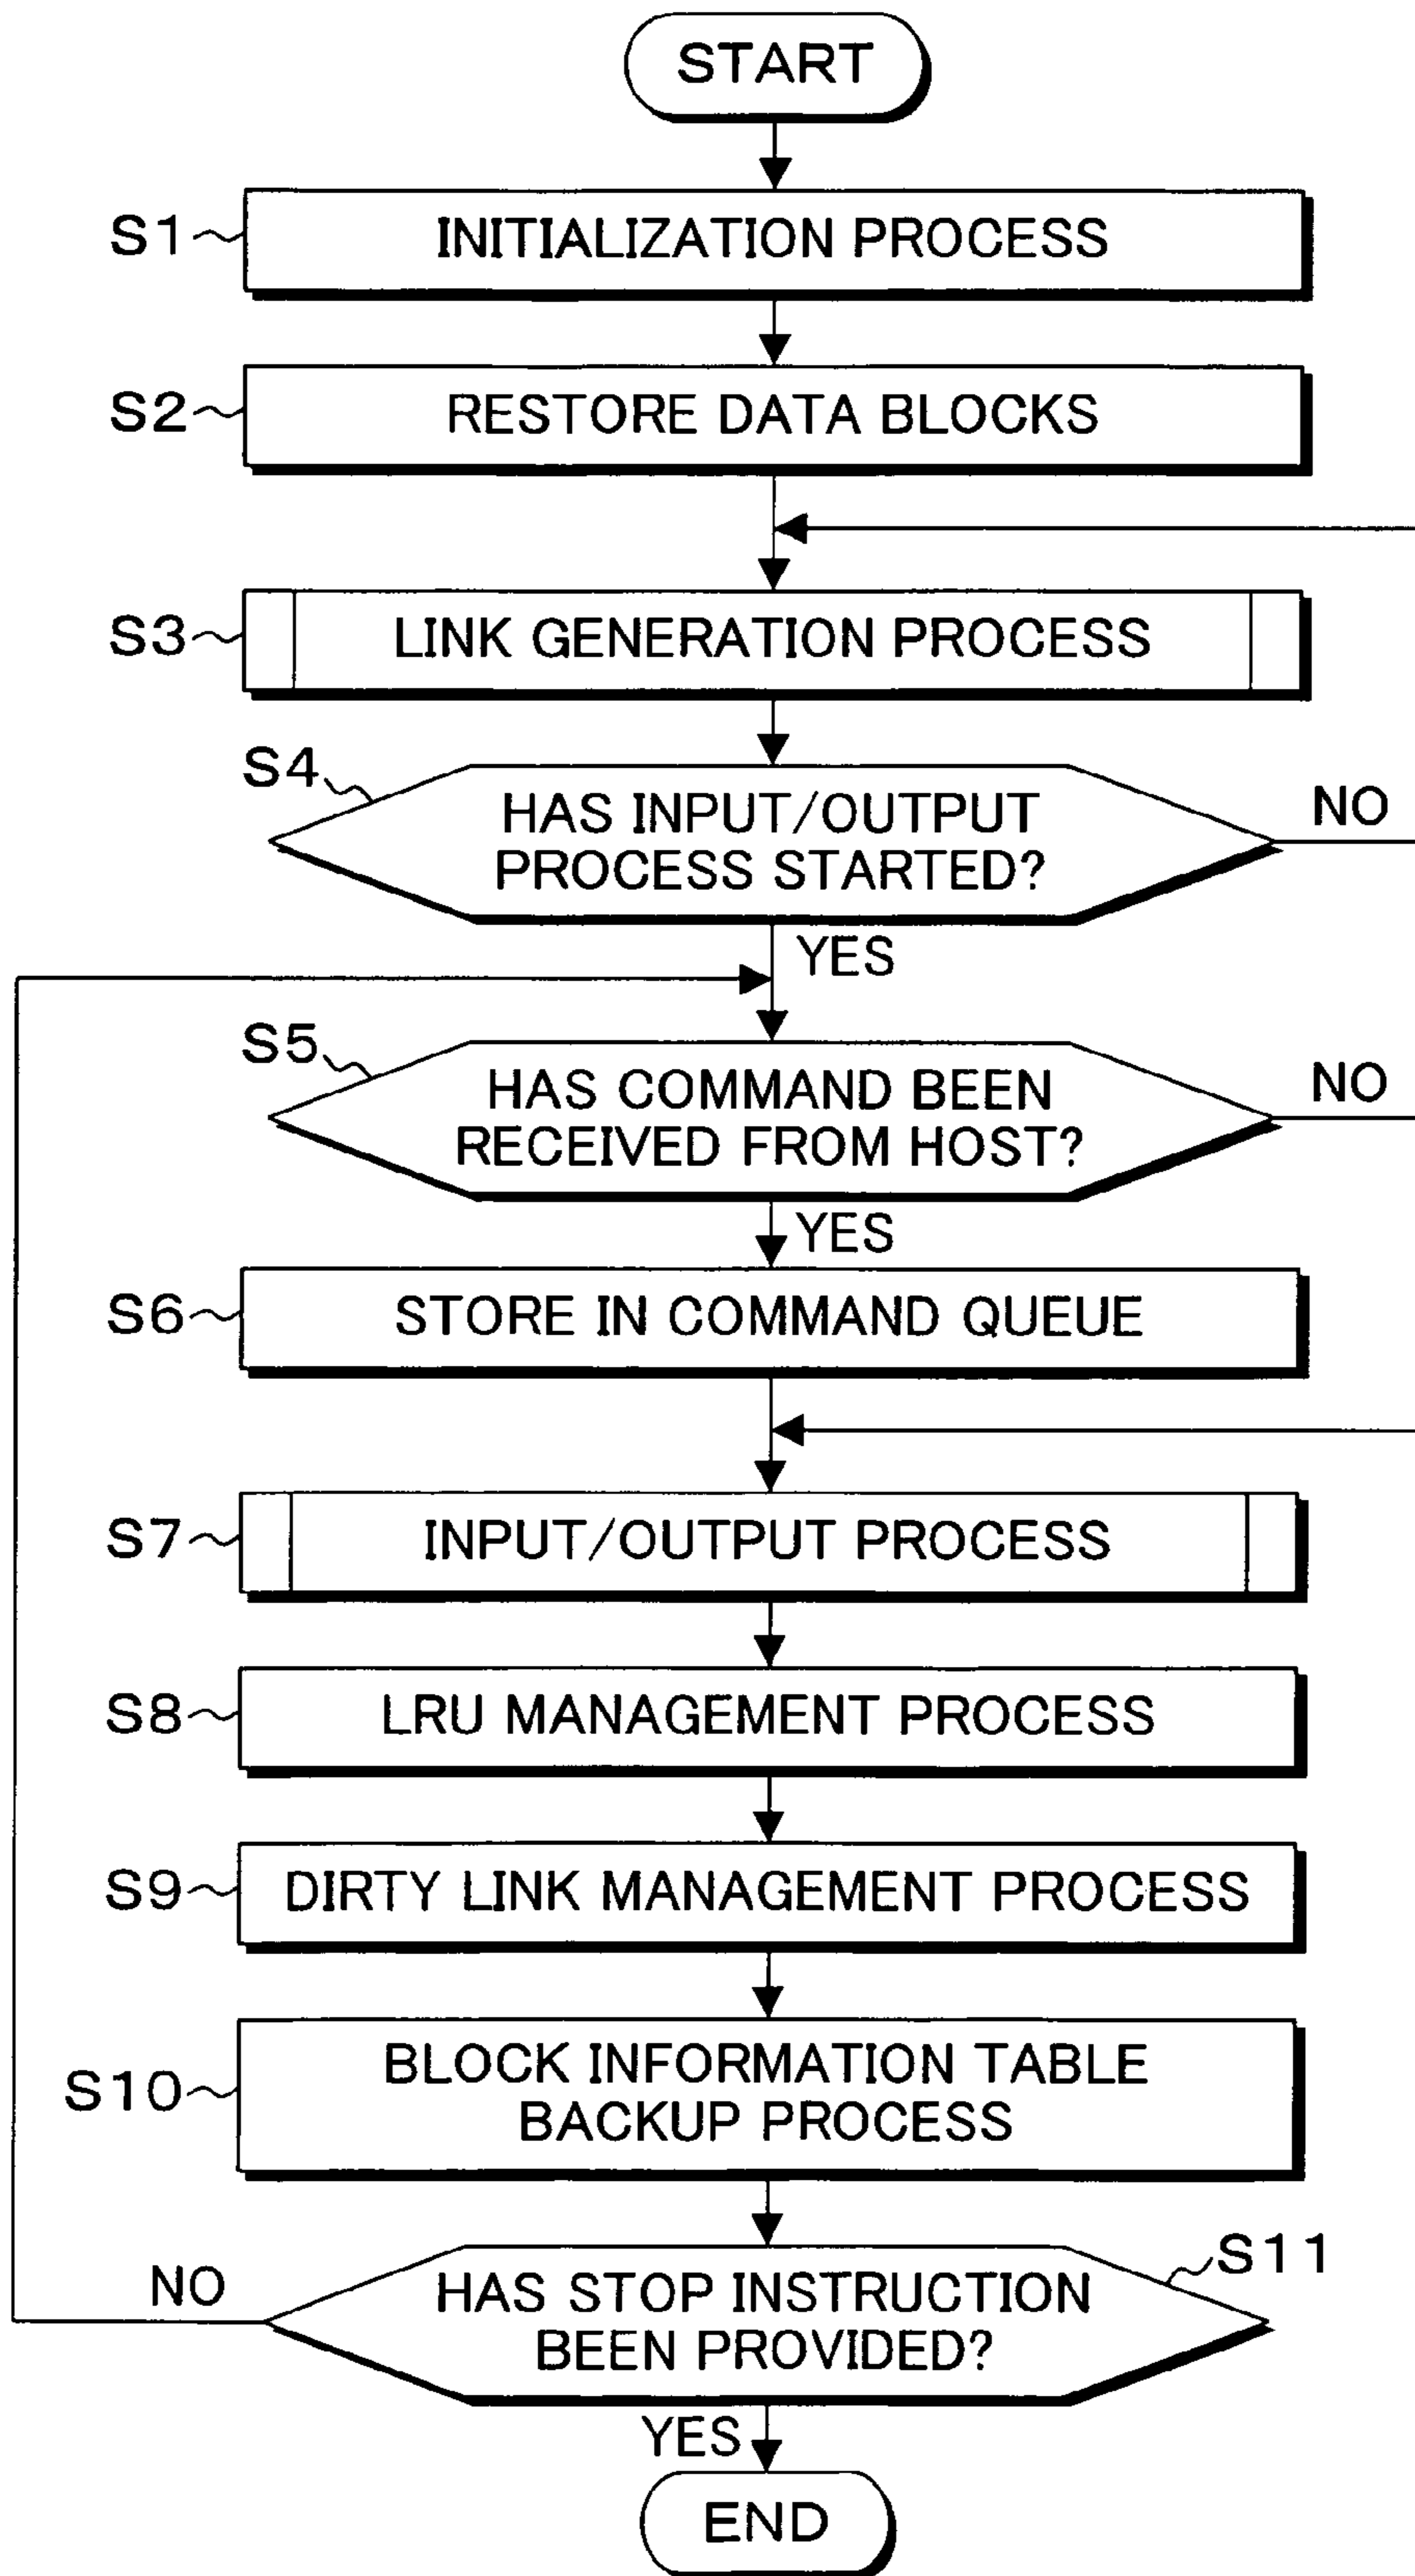 START
S1
INITIALIZATION PROCESS
S2
RESTORE DATA BLOCKS
S3
LINK GENERATION PROCESS
S4
HAS INPUT/OUTPUT
PROCESS STARTED?
NO
YES
S5
HAS COMMAND BEEN
RECEIVED FROM HOST?
NO
YES
S6
STORE IN COMMAND QUEUE
S7
INPUT/OUTPUT PROCESS
S8
LRU MANAGEMENT PROCESS
S9
DIRTY LINK MANAGEMENT PROCESS
S10
BLOCK INFORMATION TABLE
BACKUP PROCESS
S11
HAS STOP INSTRUCTION
BEEN PROVIDED?
NO
YES
END